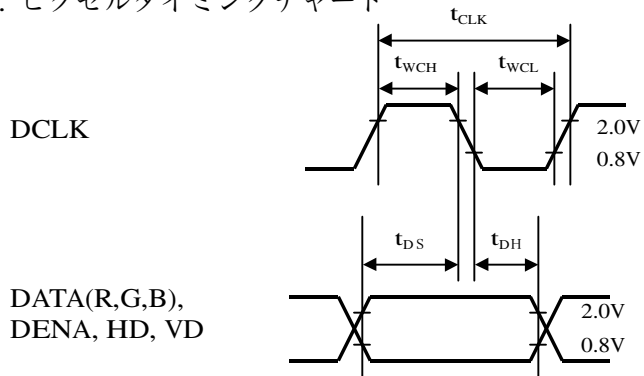 . ピクセルタイミングチャート
tCLK
tWCH tWCL
DCLK
2.0V
0.8V
tDS tDH
DATA(R,G,B),
DENA, HD, VD
2.0V
0.8V